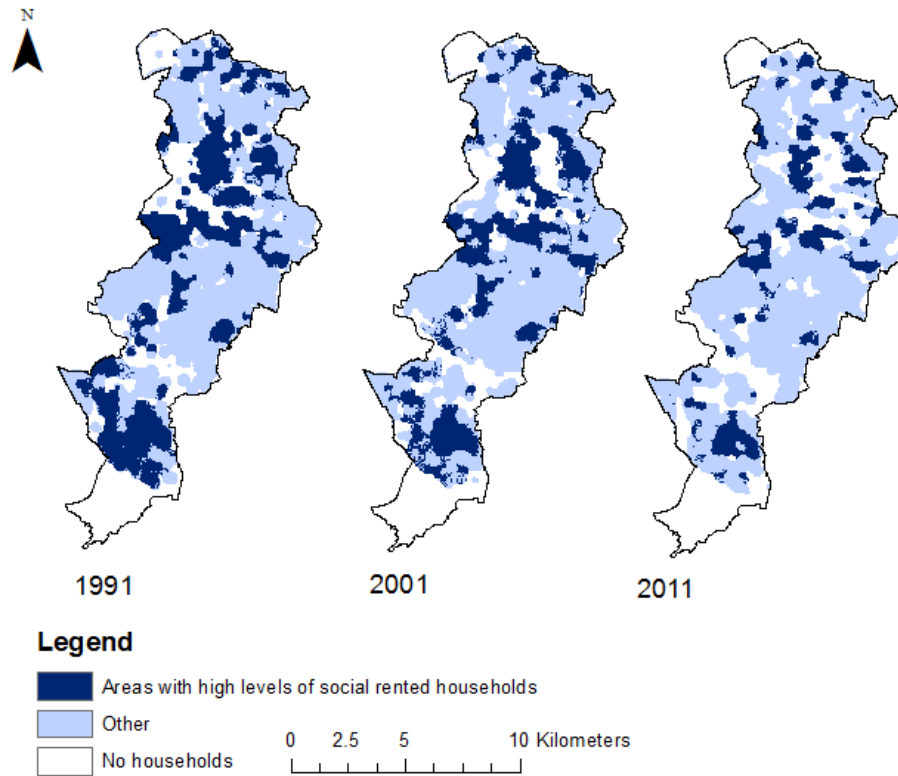 N
1991
2001
2011
Legend
Areas with high levels of social rented households
Other
No households
0 2.5 5 10 Kilometers